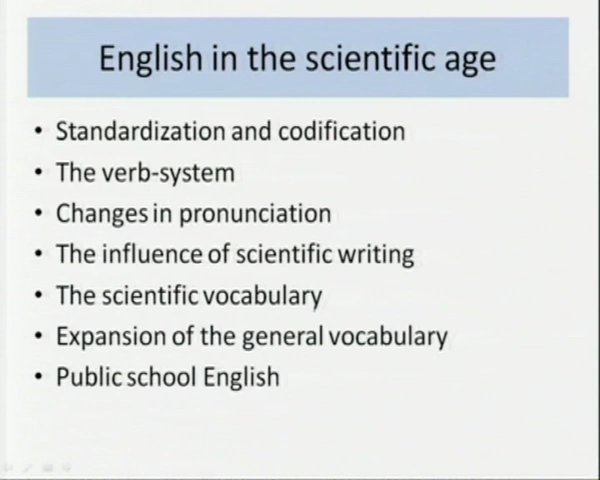 English in the scientific age
• Standardization and codification
• The verb-system
• Changes in pronunciation
• The influence of scientific writing
• The scientific vocabulary
• Expansion of the general vocabulary
• Public school English